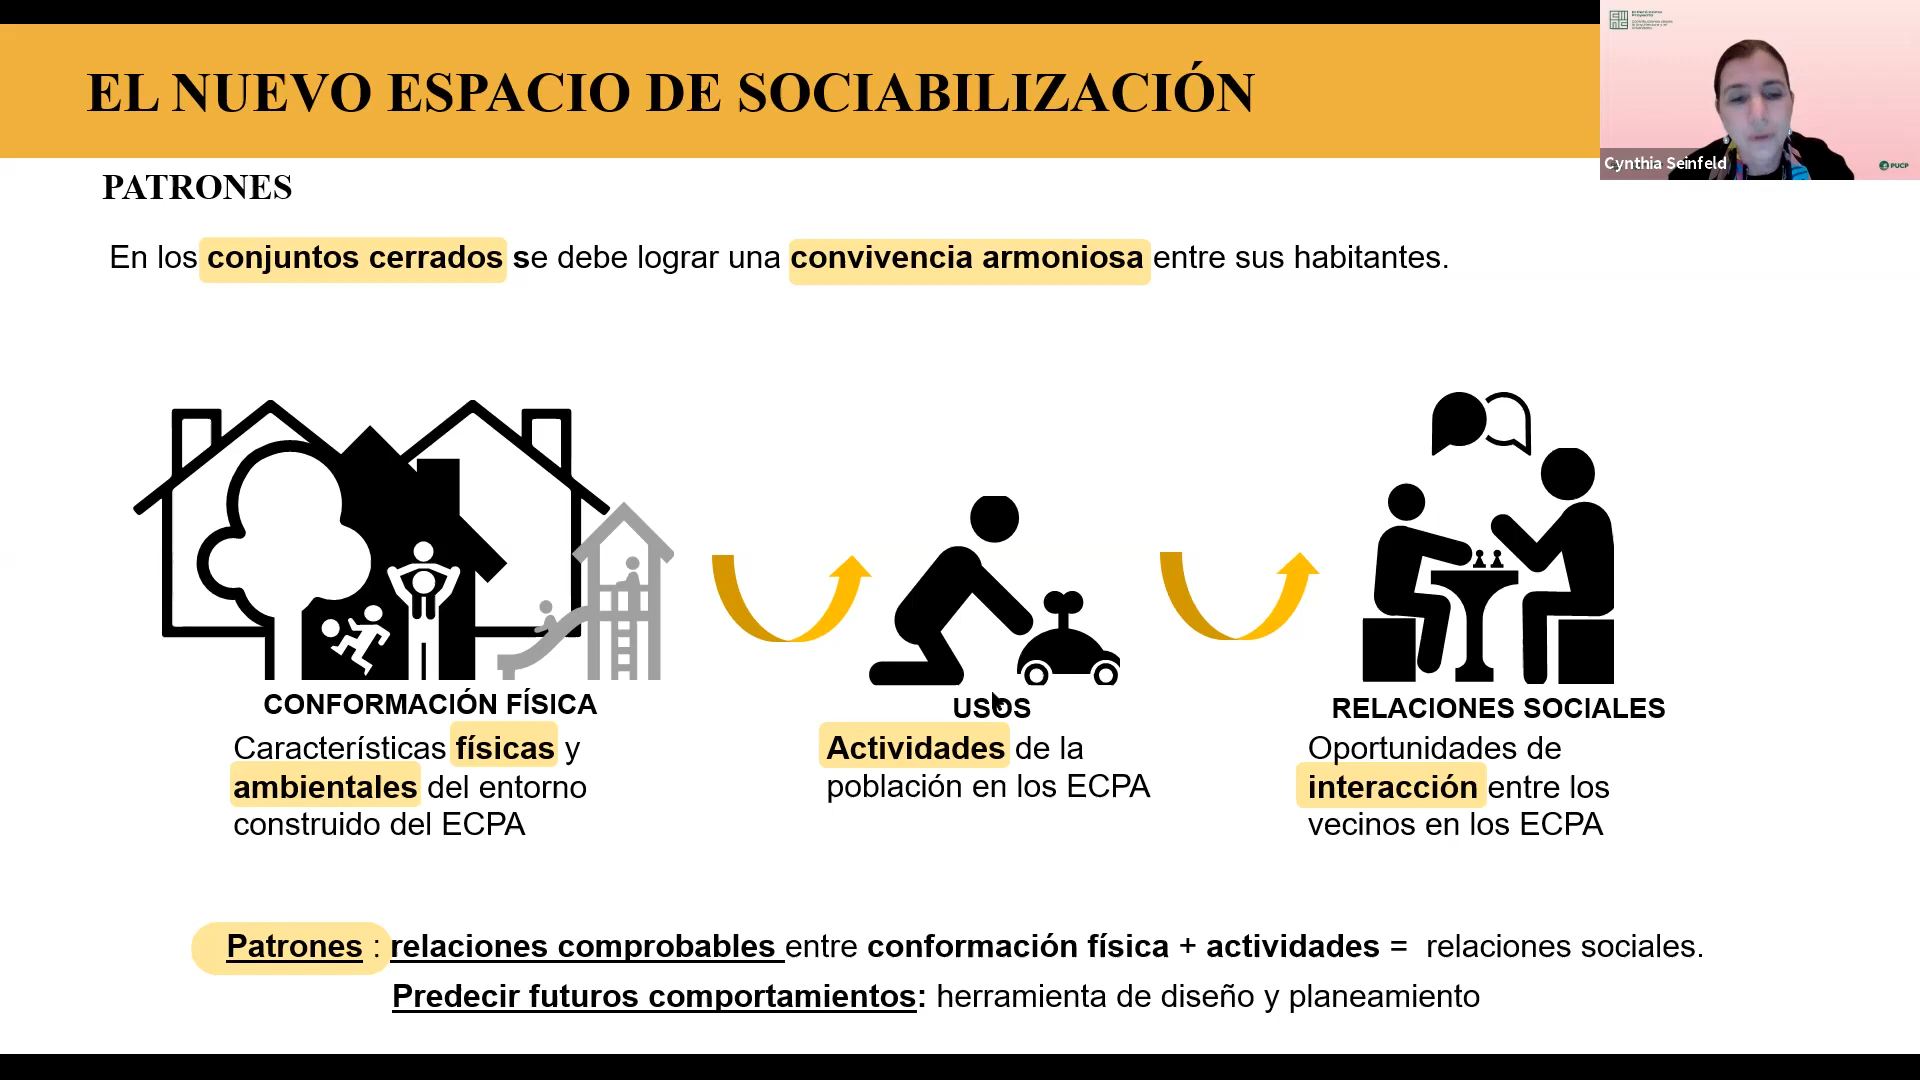 EL NUEVO ESPACIO DE SOCIABILIZACIÓN
Cynthia Seinfeld
PUCP
PATRONES
En los conjuntos cerrados se debe lograr una convivencia armoniosa entre sus habitantes.
CONFORMACIÓN FÍSICA
Características físicas y
ambientales del entorno
construido del ECPA
USOS
Actividades de la
población en los ECPA
RELACIONES SOCIALES
Oportunidades de
interacción entre los
vecinos en los ECPA
Patrones : relaciones comprobables entre conformación física + actividades = relaciones sociales.
Predecir futuros comportamientos: herramienta de diseño y planeamiento